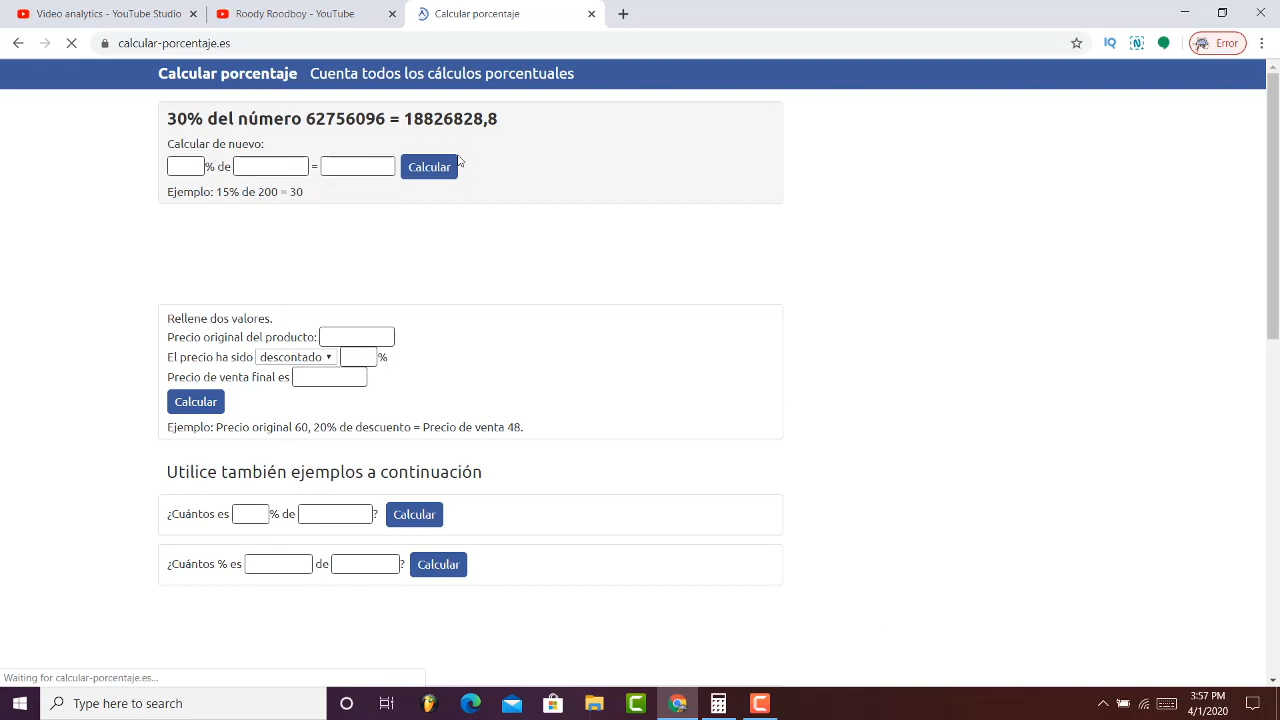 Video analytics - YouTube Studio
Roody Roodboy - YouTube
Calcular porcentaje
calcular-porcentaje.es
IQ
N
Error
Calcular porcentaje Cuenta todos los cálculos porcentuales
30% del número 62756096 = 18826828,8
Calcular de nuevo:
% de = Calcular
Ejemplo: 15% de 200 = 30
Rellene dos valores.
Precio original del producto:
El precio ha sido descontado %
Precio de venta final es
Calcular
Ejemplo: Precio original 60, 20% de descuento = Precio de venta 48.
Utilice también ejemplos a continuación
¿Cuántos es % de ? Calcular
¿Cuántos % es de ? Calcular
Waiting for calcular-porcentaje.es...
Type here to search
3:57 PM
4/1/2020